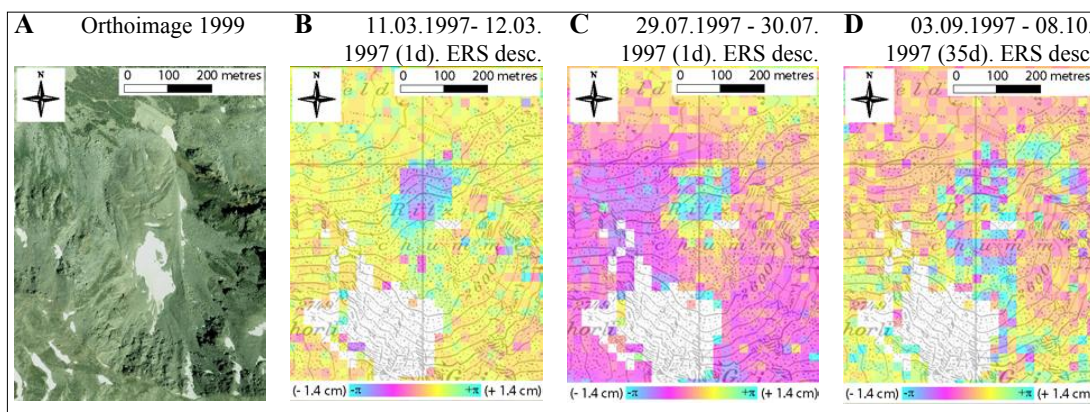 A Orthoimage 1999
B 11.03.1997- 12.03.
1997 (1d). ERS desc.
C 29.07.1997 - 30.07.
1997 (1d). ERS desc.
D 03.09.1997 - 08.10.
1997 (35d). ERS desc.
N
0 100 200 metres
N
0 100 200 metres
N
0 100 200 metres
N
0 100 200 metres
(- 1.4 cm) -π +π (+ 1.4 cm)
(- 1.4 cm) -π +π (+ 1.4 cm)
(- 1.4 cm) -π +π (+ 1.4 cm)